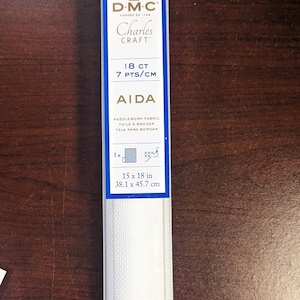 DMC
Charles
CRAFT
18 CT
7 PTS/CM
AIDA
NEEDLEWORK FABRIC
TOILE À BRODER
TELA PARA BORDAR
1x
15 x 18 in
38.1 x 45.7 cm